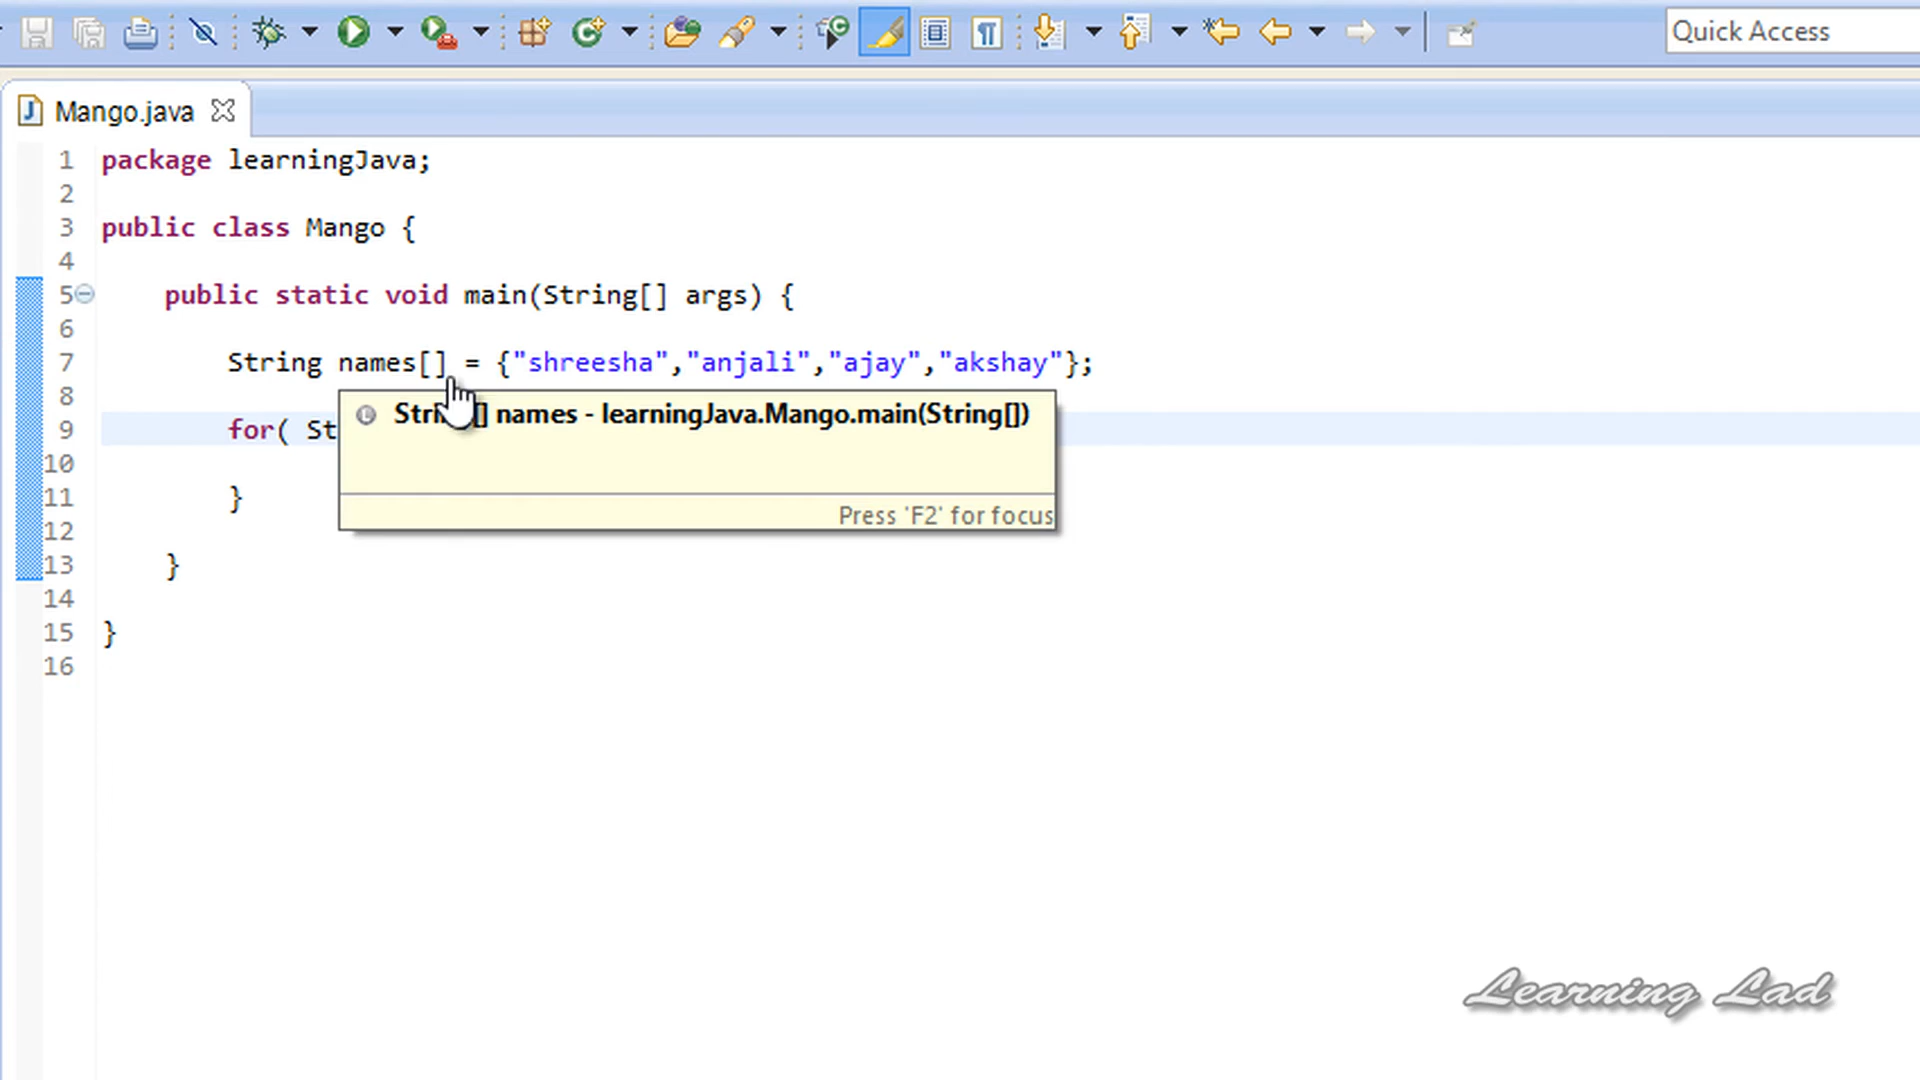 Quick Access
Mango.java
1 package learningJava;
2
3 public class Mango {
4
5 public static void main(String[] args) {
6
7 String names[] = {"shreesha","anjali","ajay","akshay"};
8
String[] names - learningJava.Mango.main(String[])
9 for( St
10
11 }
Press 'F2' for focus
12
13 }
14
15 }
16
Learning Lad